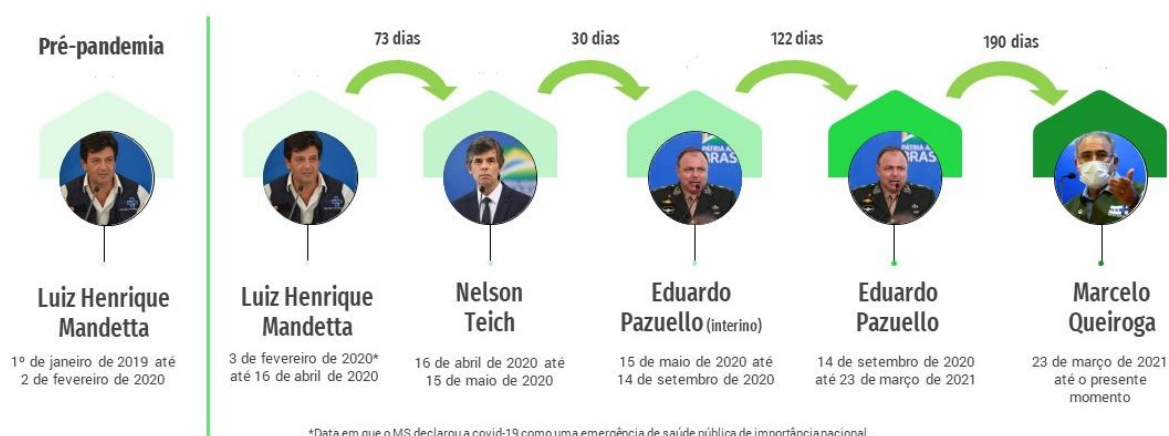 Pré-pandemia
73 dias
30 dias
122 dias
190 dias
PÁTRIA A
BRAS
PÁTRIA A
BRAS
Luiz Henrique
Mandetta
1º de janeiro de 2019 até
2 de fevereiro de 2020
Luiz Henrique
Mandetta
3 de fevereiro de 2020*
até 16 de abril de 2020
Nelson
Teich
16 de abril de 2020 até
15 de maio de 2020
Eduardo
Pazuello (interino)
15 de maio de 2020 até
14 de setembro de 2020
Eduardo
Pazuello
14 de setembro de 2020
até 23 de março de 2021
Marcelo
Queiroga
23 de março de 2021
até o presente
momento
*Data em que o MS declarou a covid-19 como uma emergência de saúde pública de importância nacional